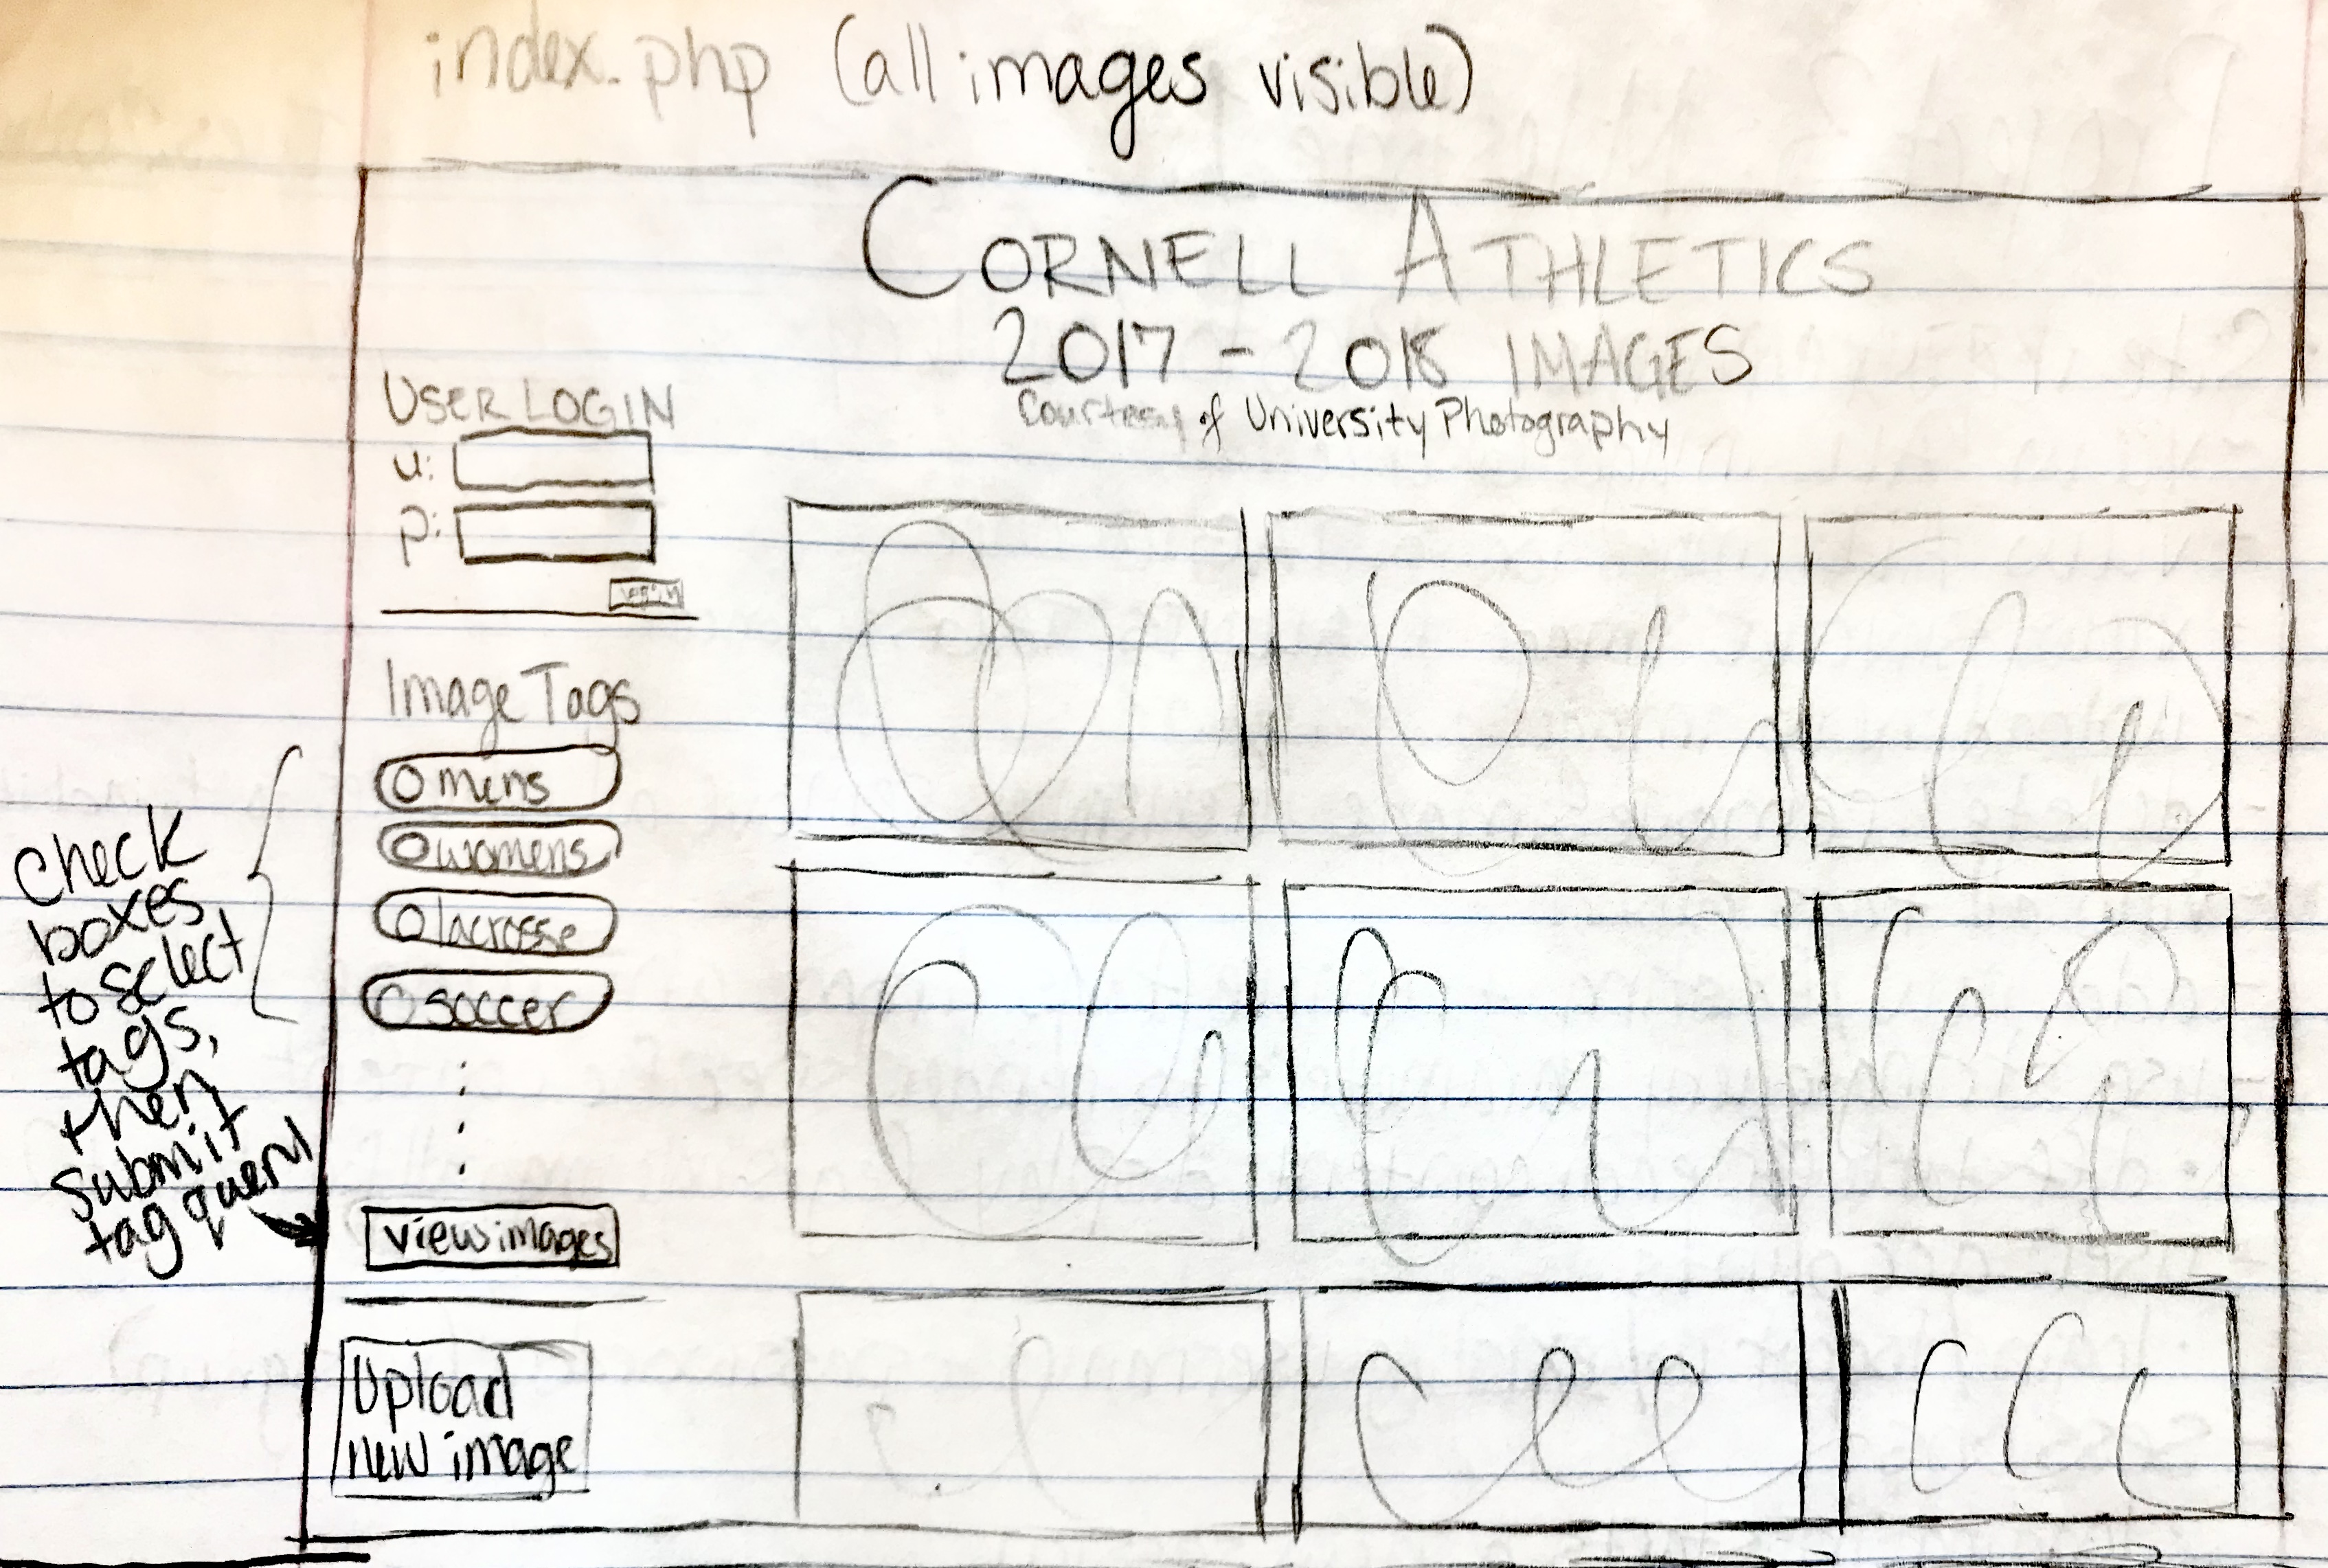 index.php (all images visible)
CORNELL ATHLETICS
2017 - 2018 IMAGES
Courtesy of University Photography
USER LOGIN
u:
p:
login
Image Tags
mens
womens
lacrosse
soccer
check
boxes
to select
tags,
then
submit
tag query
view images
Upload
new image